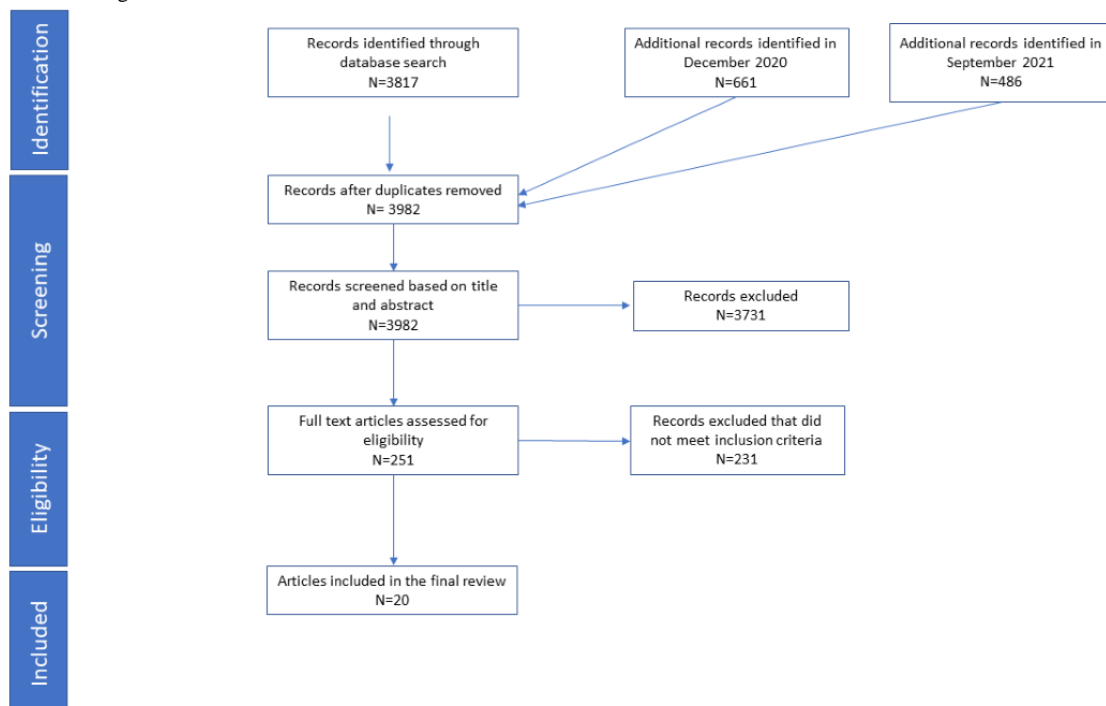 Identification
Records identified through
database search
N=3817
Additional records identified in
December 2020
N=661
Additional records identified in
September 2021
N=486
Screening
Records after duplicates removed
N= 3982
Records screened based on title
and abstract
N=3982
Records excluded
N=3731
Eligibility
Full text articles assessed for
eligibility
N=251
Records excluded that did
not meet inclusion criteria
N=231
Included
Articles included in the final review
N=20